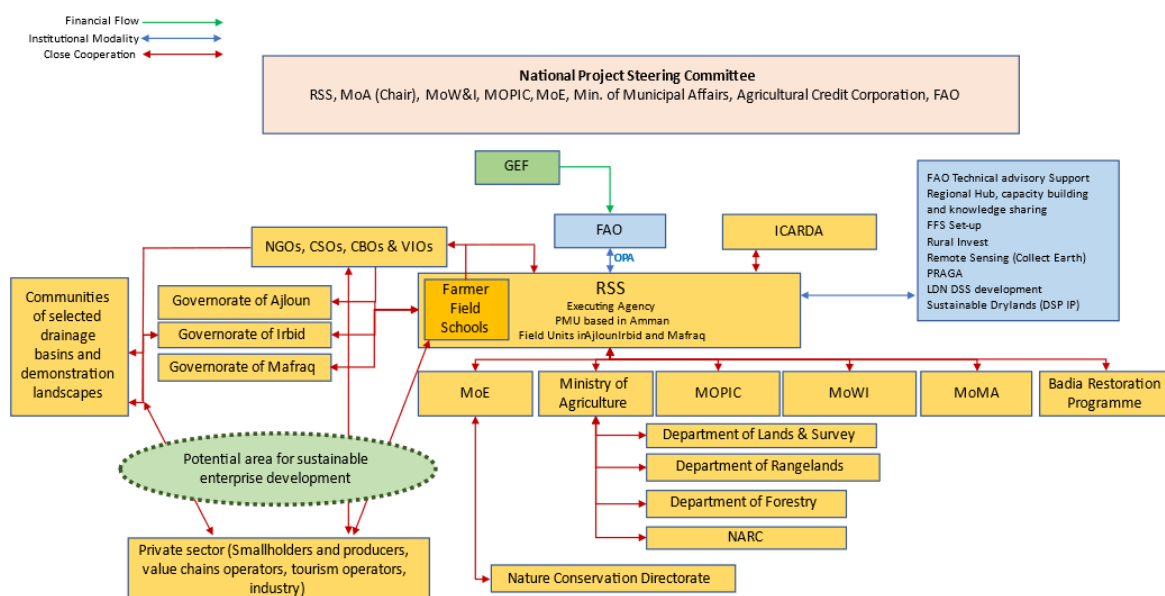 Financial Flow
Institutional Modality
Close Cooperation
National Project Steering Committee
RSS, MoA (Chair), MoW&I, MOPIC, MoE, Min. of Municipal Affairs, Agricultural Credit Corporation, FAO
GEF
FAO Technical advisory Support
Regional Hub, capacity building
and knowledge sharing
FFS Set-up
Rural Invest
Remote Sensing (Collect Earth)
PRAGA
LDN DSS development
Sustainable Drylands (DSP IP)
FAO
ICARDA
OPA
NGOs, CSOs, CBOs & VIOs
Communities
of selected
drainage
basins and
demonstration
landscapes
Governorate of Ajloun
Governorate of Irbid
Governorate of Mafraq
Farmer
Field
Schools
RSS
Executing Agency
PMU based in Amman
Field Units inAjlounIrbid and Mafraq
MoE
Ministry of
Agriculture
MOPIC
MoWI
MoMA
Badia Restoration
Programme
Department of Lands & Survey
Department of Rangelands
Department of Forestry
NARC
Potential area for sustainable
enterprise development
Private sector (Smallholders and producers,
value chains operators, tourism operators,
industry)
Nature Conservation Directorate